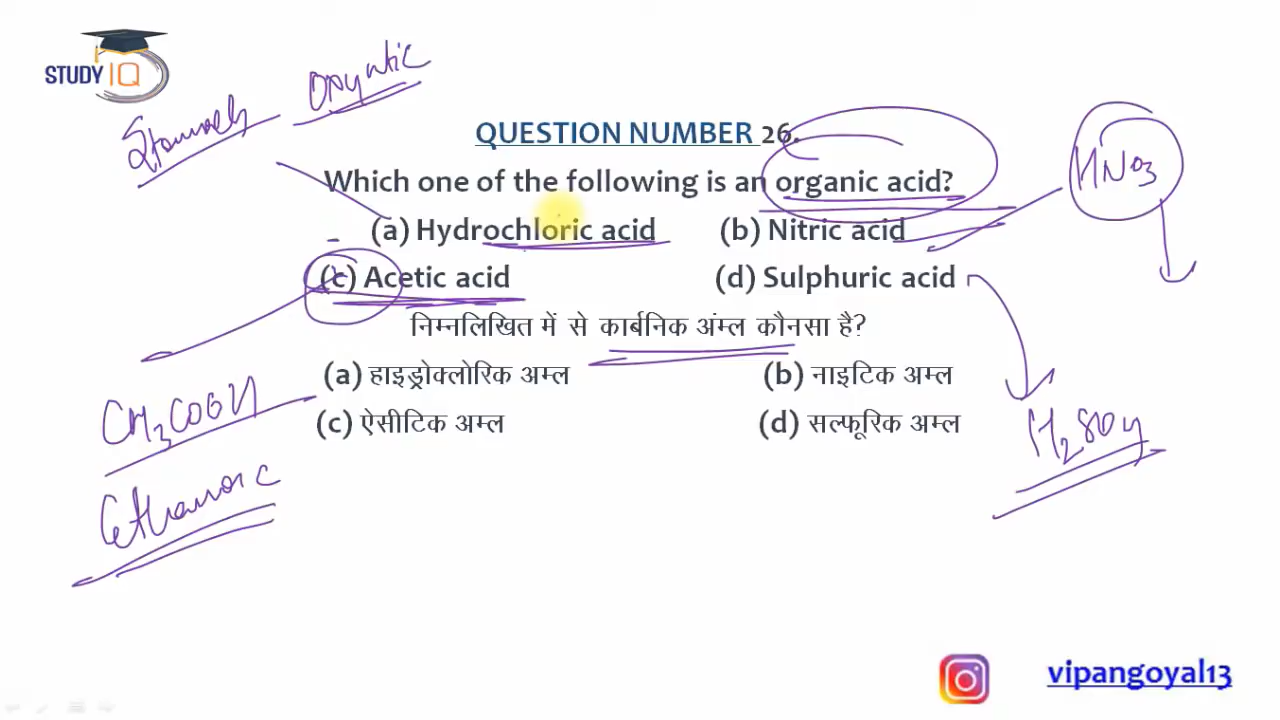 STUDY IQ
Stomach
Oxyntic
QUESTION NUMBER 26.
Which one of the following is an organic acid?
(a) Hydrochloric acid (b) Nitric acid
HNO3
(c) Acetic acid (d) Sulphuric acid
निम्नलिखित में से कार्बनिक अंम्ल कौनसा है?
(a) हाइड्रोक्लोरिक अम्ल (b) नाइटिक अम्ल
(c) ऐसीटिक अम्ल (d) सल्फूरिक अम्ल
CH3COOH
H2SO4
Ethanoic
vipangoyal13